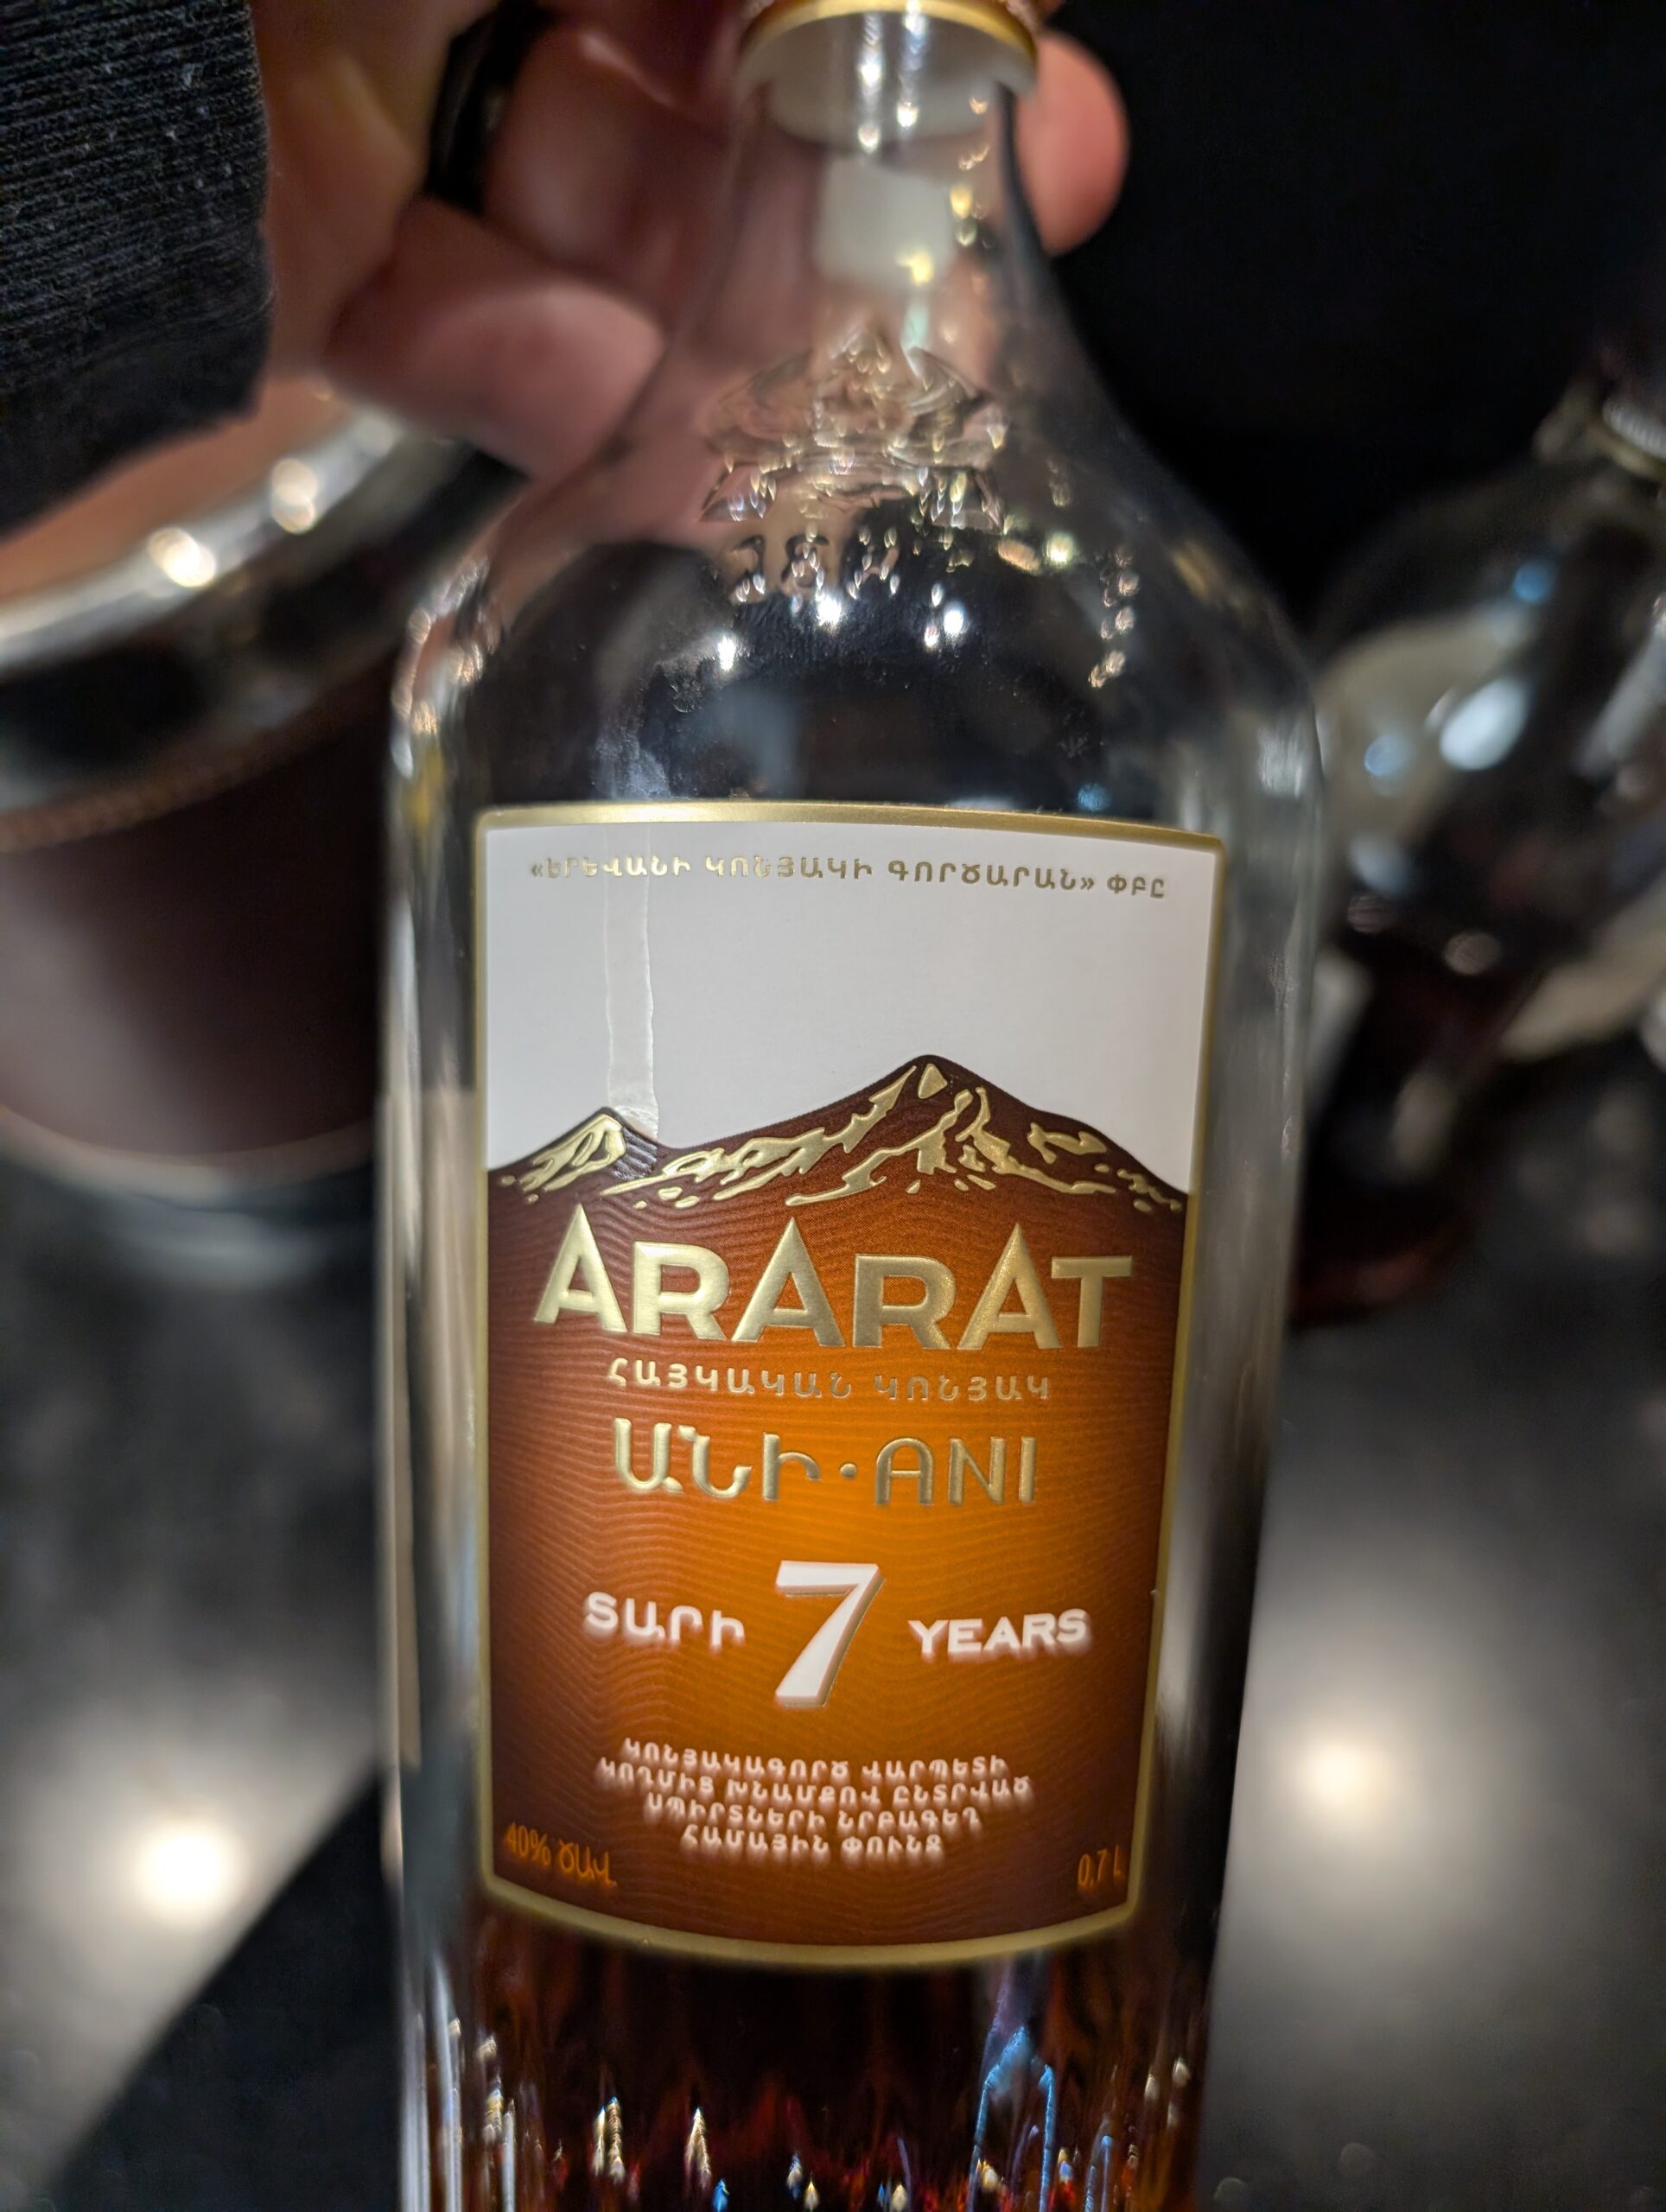 «ԵՐԵՎԱՆԻ ԿՈՆՅԱԿԻ ԳՈՐԾԱՐԱՆ» ՓԲԸ
ARARAT
ՀԱՅԿԱԿԱՆ ԿՈՆՅԱԿ
ԱՆԻ · ANI
ՏԱՐԻ 7 YEARS
ԿՈՆՅԱԿԱԳՈՐԾ ՎԱՐՊԵՏԻ
ԿՈՂՄԻՑ ԽՆԱՄՔՈՎ ԸՆՏՐՎԱԾ
ՍՊԻՐՏՆԵՐԻ ՆՐԲԱԳԵՂ
ՀԱՄԱՅԻՆ ՓՈՒՆՋ
40% ԾԱՎ. 0,7 L